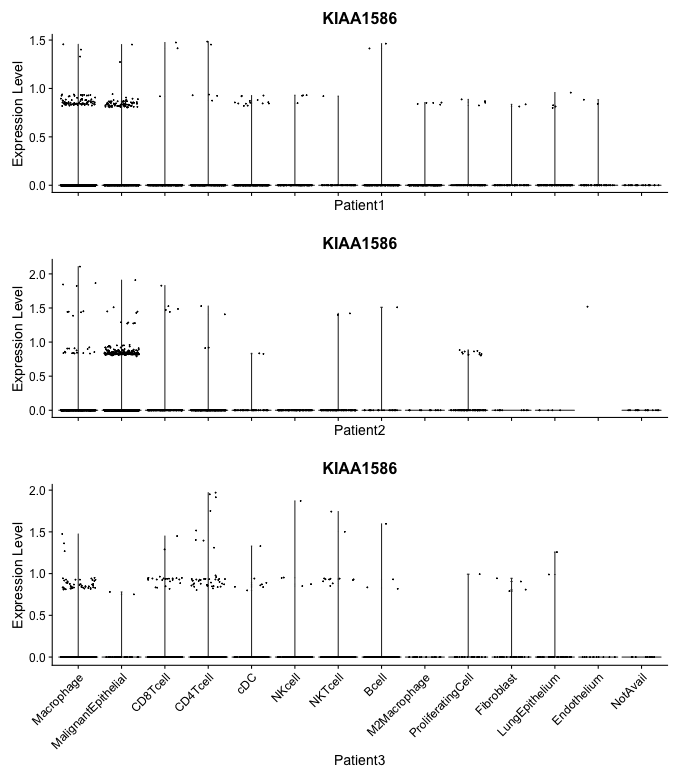 KIAA1586
Expression Level
1.5
1.0
0.5
0.0
Patient1
KIAA1586
Expression Level
2.0
1.5
1.0
0.5
0.0
Patient2
KIAA1586
Expression Level
2.0
1.5
1.0
0.5
0.0
Macrophage
MalignantEpithelial
CD8Tcell
CD4Tcell
cDC
NKcell
NKTcell
Bcell
M2Macrophage
ProliferatingCell
Fibroblast
LungEpithelium
Endothelium
NotAvail
Patient3